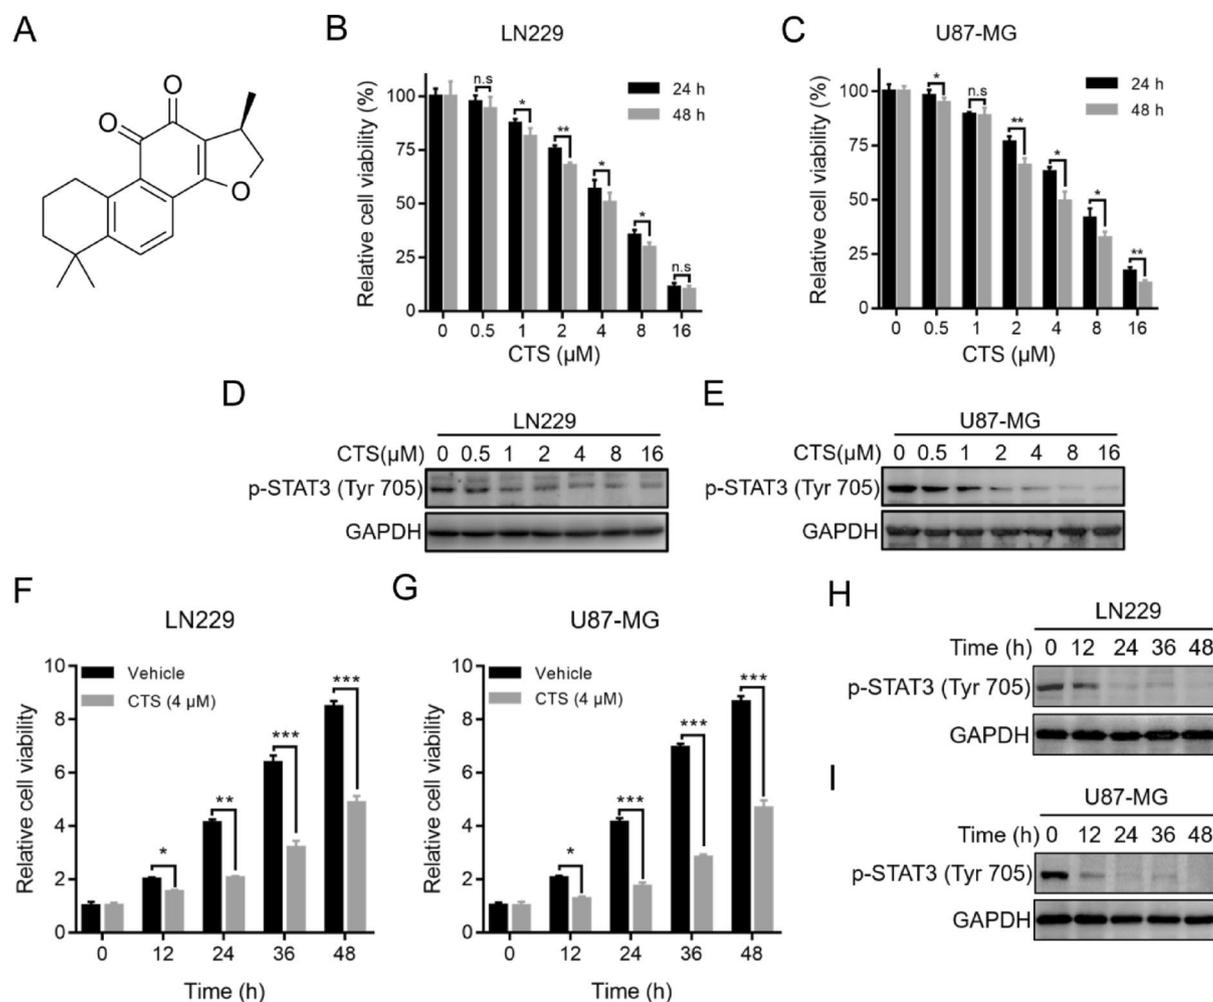 A
O
O
O
B
LN229
Relative cell viability (%)
100
75
50
25
0
24 h
48 h
n.s
*
**
*
*
n.s
0 0.5 1 2 4 8 16
CTS (µM)
C
U87-MG
Relative cell viability (%)
100
75
50
25
0
24 h
48 h
*
n.s
**
*
*
**
0 0.5 1 2 4 8 16
CTS (µM)
D
LN229
CTS(µM) 0 0.5 1 2 4 8 16
p-STAT3 (Tyr 705)
GAPDH
E
U87-MG
CTS(µM) 0 0.5 1 2 4 8 16
p-STAT3 (Tyr 705)
GAPDH
F
LN229
Relative cell viability
10
8
6
4
2
0
Vehicle
CTS (4 µM)
*
**
***
***
0 12 24 36 48
Time (h)
G
U87-MG
Relative cell viability
10
8
6
4
2
0
Vehicle
CTS (4 µM)
*
***
***
***
0 12 24 36 48
Time (h)
H
LN229
Time (h) 0 12 24 36 48
p-STAT3 (Tyr 705)
GAPDH
I
U87-MG
Time (h) 0 12 24 36 48
p-STAT3 (Tyr 705)
GAPDH